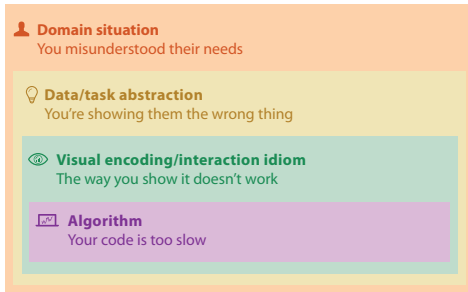 Domain situation
You misunderstood their needs
Data/task abstraction
You're showing them the wrong thing
Visual encoding/interaction idiom
The way you show it doesn't work
Algorithm
Your code is too slow